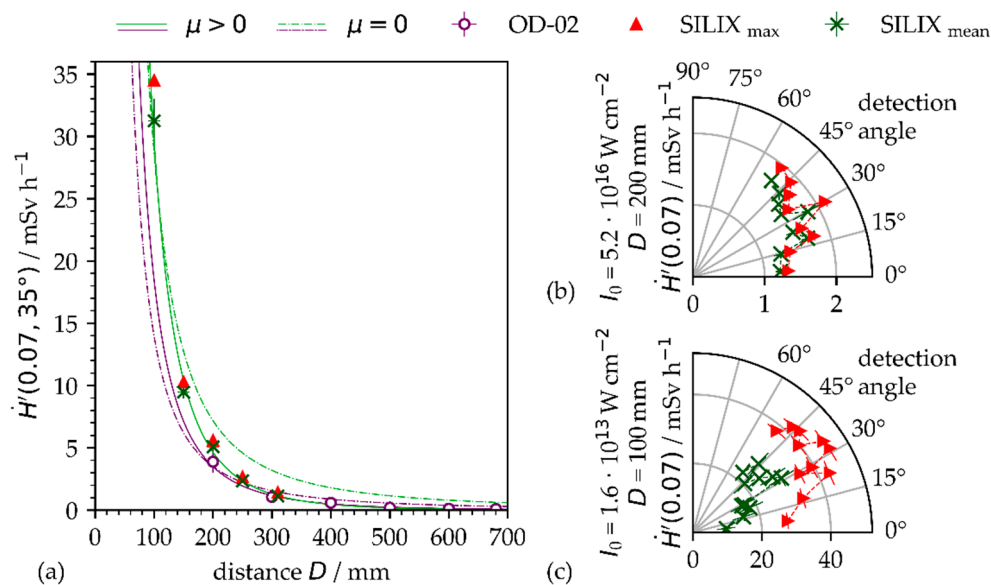 μ > 0 μ = 0 OD-02 SILIX max SILIX mean
35
30
25
20
15
10
5
0
Ḣ′(0.07, 35°) / mSv h⁻¹
0 100 200 300 400 500 600 700
distance D / mm
(a)
I₀ = 5.2 · 10¹⁶ W cm⁻²
D = 200 mm
Ḣ′(0.07) / mSv h⁻¹
90° 75° 60° 45° 30° 15° 0°
detection
angle
0 1 2
(b)
I₀ = 1.6 · 10¹³ W cm⁻²
D = 100 mm
Ḣ′(0.07) / mSv h⁻¹
60° 45° 30° 15° 0°
detection
angle
0 20 40
(c)